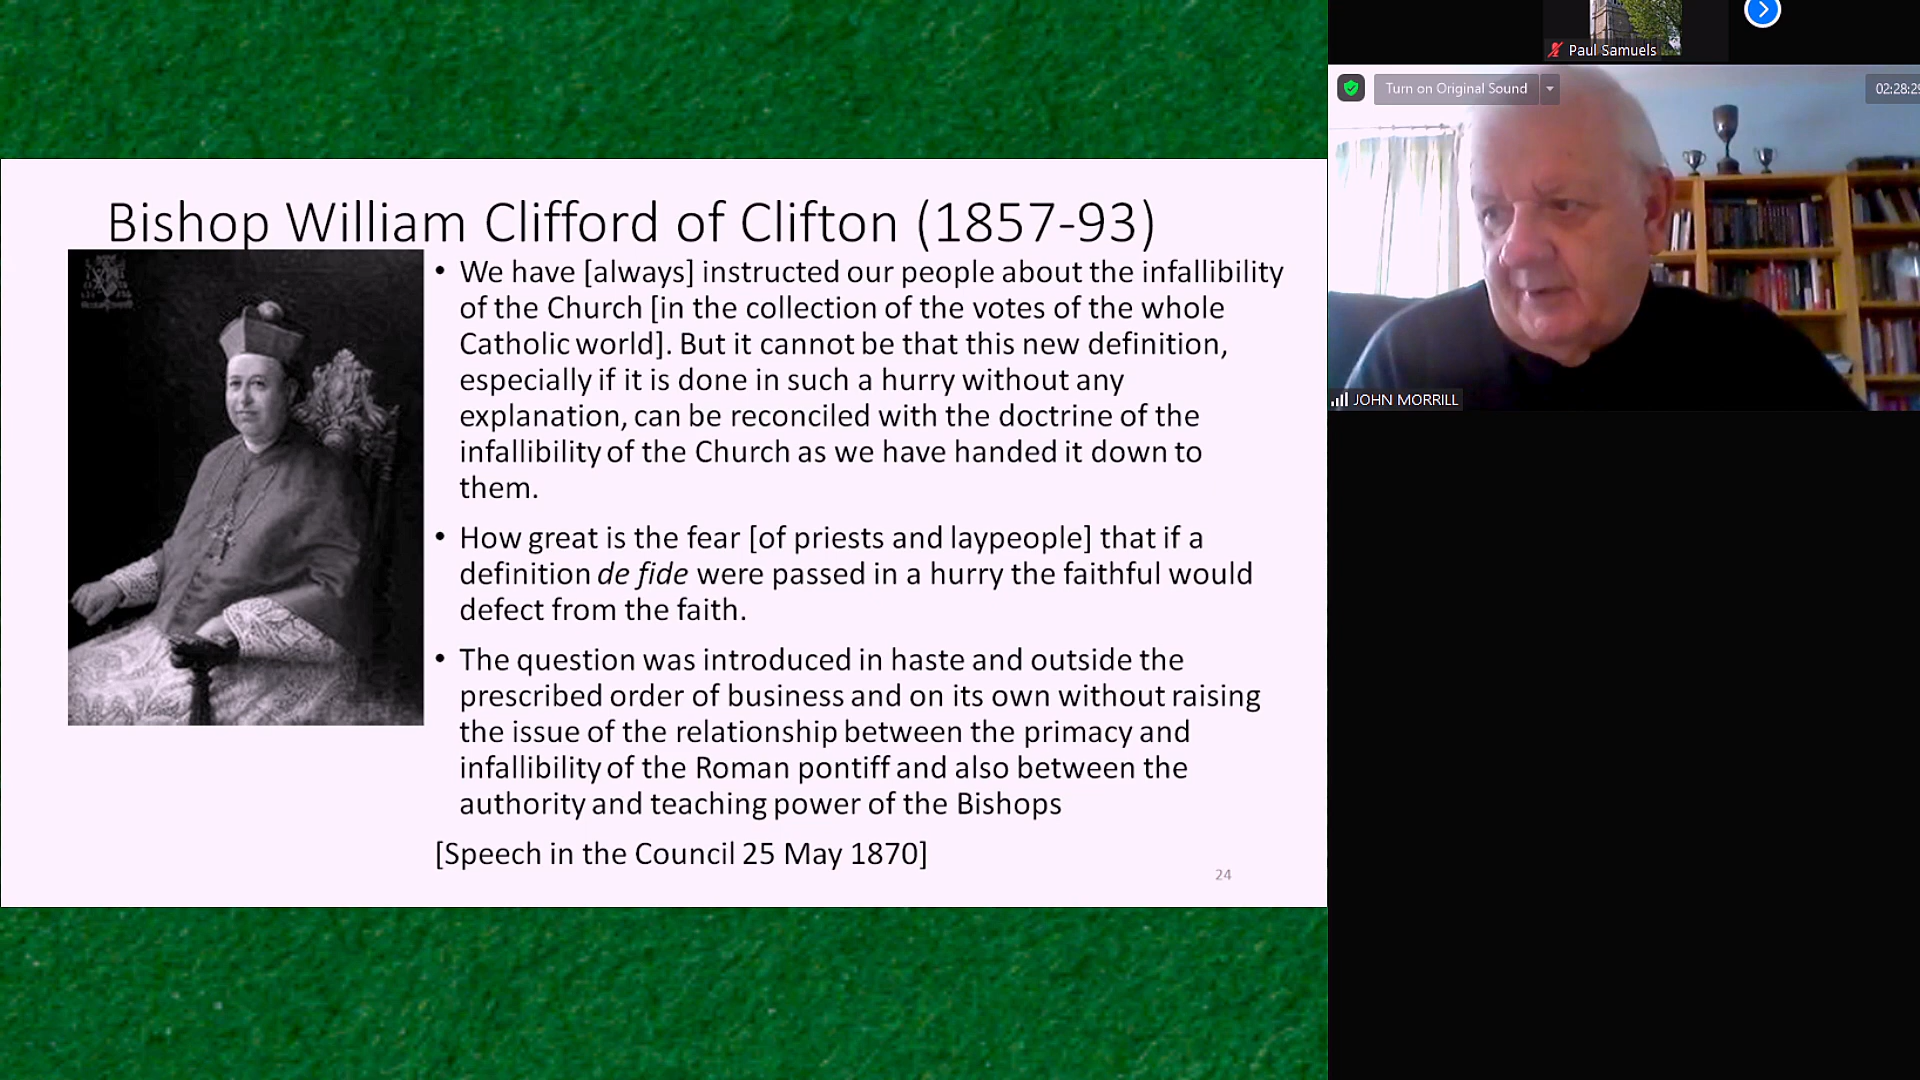 Bishop William Clifford of Clifton (1857-93)
• We have [always] instructed our people about the infallibility
of the Church [in the collection of the votes of the whole
Catholic world]. But it cannot be that this new definition,
especially if it is done in such a hurry without any
explanation, can be reconciled with the doctrine of the
infallibility of the Church as we have handed it down to
them.
• How great is the fear [of priests and laypeople] that if a
definition de fide were passed in a hurry the faithful would
defect from the faith.
• The question was introduced in haste and outside the
prescribed order of business and on its own without raising
the issue of the relationship between the primacy and
infallibility of the Roman pontiff and also between the
authority and teaching power of the Bishops
[Speech in the Council 25 May 1870]
24
Paul Samuels
Turn on Original Sound
02:28:29
JOHN MORRILL